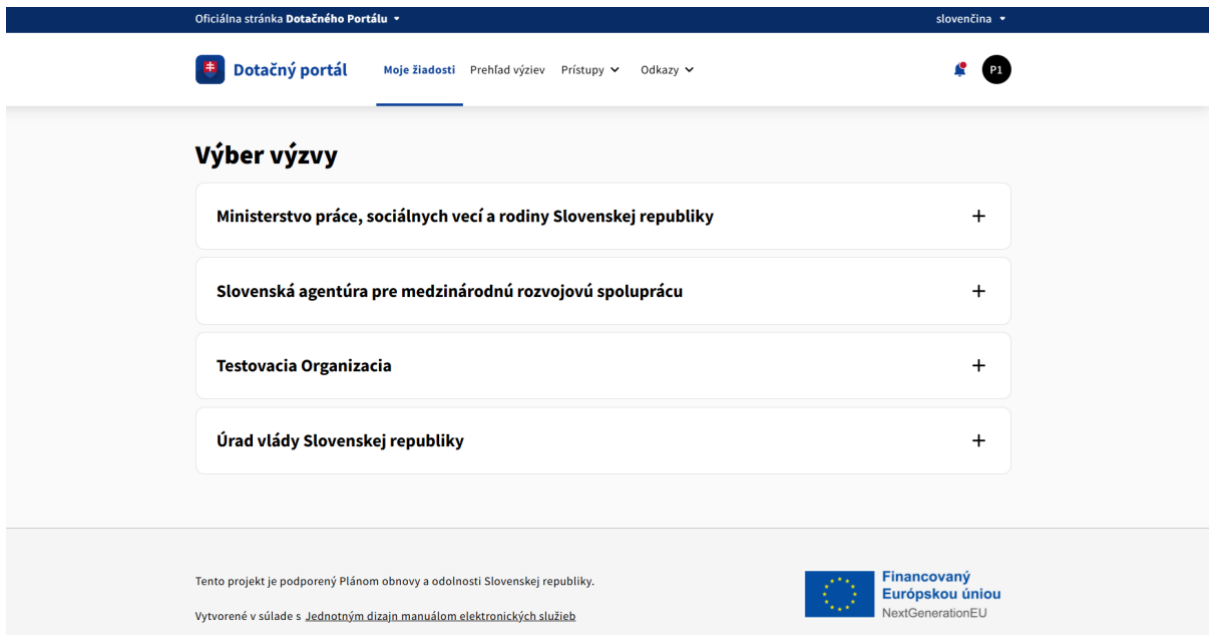 Oficiálna stránka Dotačného Portálu
slovenčina
Dotačný portál
Moje žiadosti
Prehľad výziev
Prístupy
Odkazy
P1
Výber výzvy
Ministerstvo práce, sociálnych vecí a rodiny Slovenskej republiky
Slovenská agentúra pre medzinárodnú rozvojovú spoluprácu
Testovacia Organizacia
Úrad vlády Slovenskej republiky
Tento projekt je podporený Plánom obnovy a odolnosti Slovenskej republiky.
Vytvorené v súlade s Jednotným dizajn manuálom elektronických služieb
Financovaný
Európskou úniou
NextGenerationEU